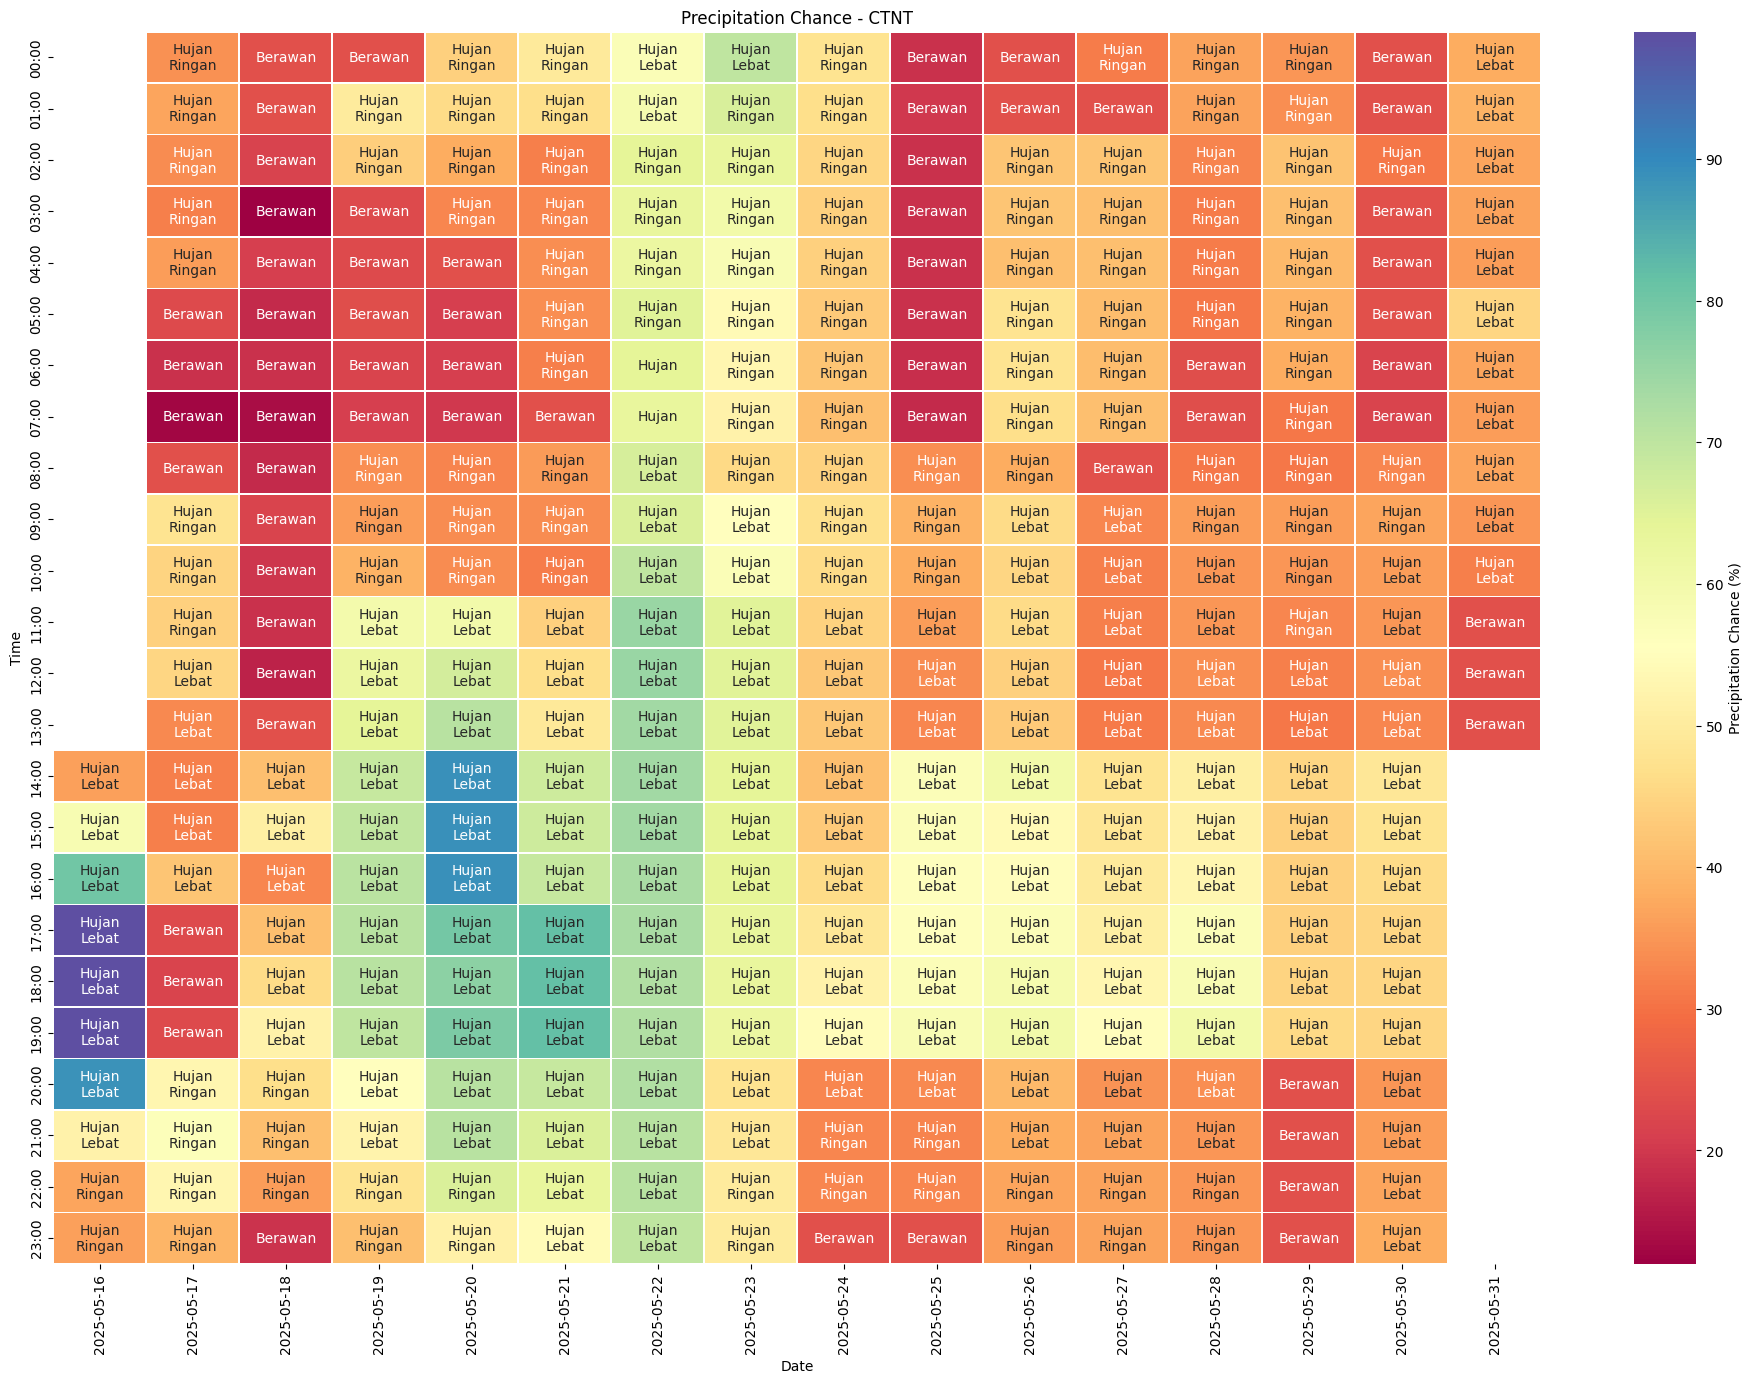 Precipitation Chance - CTNT
00:00 Hujan Ringan Berawan Berawan Hujan Ringan Hujan Ringan Hujan Lebat Hujan Lebat Hujan Ringan Berawan Berawan Hujan Ringan Hujan Ringan Hujan Ringan Berawan Hujan Lebat
01:00 Hujan Ringan Berawan Hujan Ringan Hujan Ringan Hujan Ringan Hujan Lebat Hujan Ringan Hujan Ringan Berawan Berawan Berawan Hujan Ringan Hujan Ringan Berawan Hujan Lebat
02:00 Hujan Ringan Berawan Hujan Ringan Hujan Ringan Hujan Ringan Hujan Ringan Hujan Ringan Hujan Ringan Berawan Hujan Ringan Hujan Ringan Hujan Ringan Hujan Ringan Hujan Ringan Hujan Lebat
03:00 Hujan Ringan Berawan Berawan Hujan Ringan Hujan Ringan Hujan Ringan Hujan Ringan Hujan Ringan Berawan Hujan Ringan Hujan Ringan Hujan Ringan Hujan Ringan Berawan Hujan Lebat
04:00 Hujan Ringan Berawan Berawan Berawan Hujan Ringan Hujan Ringan Hujan Ringan Hujan Ringan Berawan Hujan Ringan Hujan Ringan Hujan Ringan Hujan Ringan Berawan Hujan Lebat
05:00 Berawan Berawan Berawan Berawan Hujan Ringan Hujan Ringan Hujan Ringan Hujan Ringan Berawan Hujan Ringan Hujan Ringan Hujan Ringan Hujan Ringan Berawan Hujan Lebat
06:00 Berawan Berawan Berawan Berawan Hujan Ringan Hujan Hujan Ringan Hujan Ringan Berawan Hujan Ringan Hujan Ringan Berawan Hujan Ringan Berawan Hujan Lebat
07:00 Berawan Berawan Berawan Berawan Berawan Hujan Hujan Ringan Hujan Ringan Berawan Hujan Ringan Hujan Ringan Berawan Hujan Ringan Berawan Hujan Lebat
08:00 Berawan Berawan Hujan Ringan Hujan Ringan Hujan Ringan Hujan Lebat Hujan Ringan Hujan Ringan Hujan Ringan Hujan Ringan Berawan Hujan Ringan Hujan Ringan Hujan Ringan Hujan Lebat
09:00 Hujan Ringan Berawan Hujan Ringan Hujan Ringan Hujan Ringan Hujan Lebat Hujan Lebat Hujan Ringan Hujan Ringan Hujan Lebat Hujan Lebat Hujan Ringan Hujan Ringan Hujan Ringan Hujan Lebat
10:00 Hujan Ringan Berawan Hujan Ringan Hujan Ringan Hujan Ringan Hujan Lebat Hujan Lebat Hujan Ringan Hujan Ringan Hujan Lebat Hujan Lebat Hujan Lebat Hujan Ringan Hujan Lebat Hujan Lebat
11:00 Hujan Ringan Berawan Hujan Lebat Hujan Lebat Hujan Lebat Hujan Lebat Hujan Lebat Hujan Lebat Hujan Lebat Hujan Lebat Hujan Lebat Hujan Lebat Hujan Ringan Hujan Lebat Berawan
12:00 Hujan Lebat Berawan Hujan Lebat Hujan Lebat Hujan Lebat Hujan Lebat Hujan Lebat Hujan Lebat Hujan Lebat Hujan Lebat Hujan Lebat Hujan Lebat Hujan Lebat Hujan Lebat Berawan
13:00 Hujan Lebat Berawan Hujan Lebat Hujan Lebat Hujan Lebat Hujan Lebat Hujan Lebat Hujan Lebat Hujan Lebat Hujan Lebat Hujan Lebat Hujan Lebat Hujan Lebat Hujan Lebat Berawan
14:00 Hujan Lebat Hujan Lebat Hujan Lebat Hujan Lebat Hujan Lebat Hujan Lebat Hujan Lebat Hujan Lebat Hujan Lebat Hujan Lebat Hujan Lebat Hujan Lebat Hujan Lebat Hujan Lebat Hujan Lebat
15:00 Hujan Lebat Hujan Lebat Hujan Lebat Hujan Lebat Hujan Lebat Hujan Lebat Hujan Lebat Hujan Lebat Hujan Lebat Hujan Lebat Hujan Lebat Hujan Lebat Hujan Lebat Hujan Lebat Hujan Lebat
16:00 Hujan Lebat Hujan Lebat Hujan Lebat Hujan Lebat Hujan Lebat Hujan Lebat Hujan Lebat Hujan Lebat Hujan Lebat Hujan Lebat Hujan Lebat Hujan Lebat Hujan Lebat Hujan Lebat Hujan Lebat
17:00 Hujan Lebat Berawan Hujan Lebat Hujan Lebat Hujan Lebat Hujan Lebat Hujan Lebat Hujan Lebat Hujan Lebat Hujan Lebat Hujan Lebat Hujan Lebat Hujan Lebat Hujan Lebat Hujan Lebat
18:00 Hujan Lebat Berawan Hujan Lebat Hujan Lebat Hujan Lebat Hujan Lebat Hujan Lebat Hujan Lebat Hujan Lebat Hujan Lebat Hujan Lebat Hujan Lebat Hujan Lebat Hujan Lebat Hujan Lebat
19:00 Hujan Lebat Berawan Hujan Lebat Hujan Lebat Hujan Lebat Hujan Lebat Hujan Lebat Hujan Lebat Hujan Lebat Hujan Lebat Hujan Lebat Hujan Lebat Hujan Lebat Hujan Lebat Hujan Lebat
20:00 Hujan Lebat Hujan Ringan Hujan Ringan Hujan Lebat Hujan Lebat Hujan Lebat Hujan Lebat Hujan Lebat Hujan Lebat Hujan Lebat Hujan Lebat Hujan Lebat Hujan Lebat Berawan Hujan Lebat
21:00 Hujan Lebat Hujan Ringan Hujan Ringan Hujan Lebat Hujan Lebat Hujan Lebat Hujan Lebat Hujan Lebat Hujan Ringan Hujan Ringan Hujan Lebat Hujan Lebat Hujan Lebat Berawan Hujan Lebat
22:00 Hujan Ringan Hujan Ringan Hujan Ringan Hujan Ringan Hujan Ringan Hujan Lebat Hujan Lebat Hujan Ringan Hujan Ringan Hujan Ringan Hujan Ringan Hujan Ringan Hujan Ringan Berawan Hujan Lebat
23:00 Hujan Ringan Hujan Ringan Berawan Hujan Ringan Hujan Ringan Hujan Lebat Hujan Lebat Hujan Ringan Berawan Berawan Hujan Ringan Hujan Ringan Hujan Ringan Berawan Hujan Lebat
Time
2025-05-16 2025-05-17 2025-05-18 2025-05-19 2025-05-20 2025-05-21 2025-05-22 2025-05-23 2025-05-24 2025-05-25 2025-05-26 2025-05-27 2025-05-28 2025-05-29 2025-05-30 2025-05-31
Date
90
80
70
60
50
40
30
20
Precipitation Chance (%)